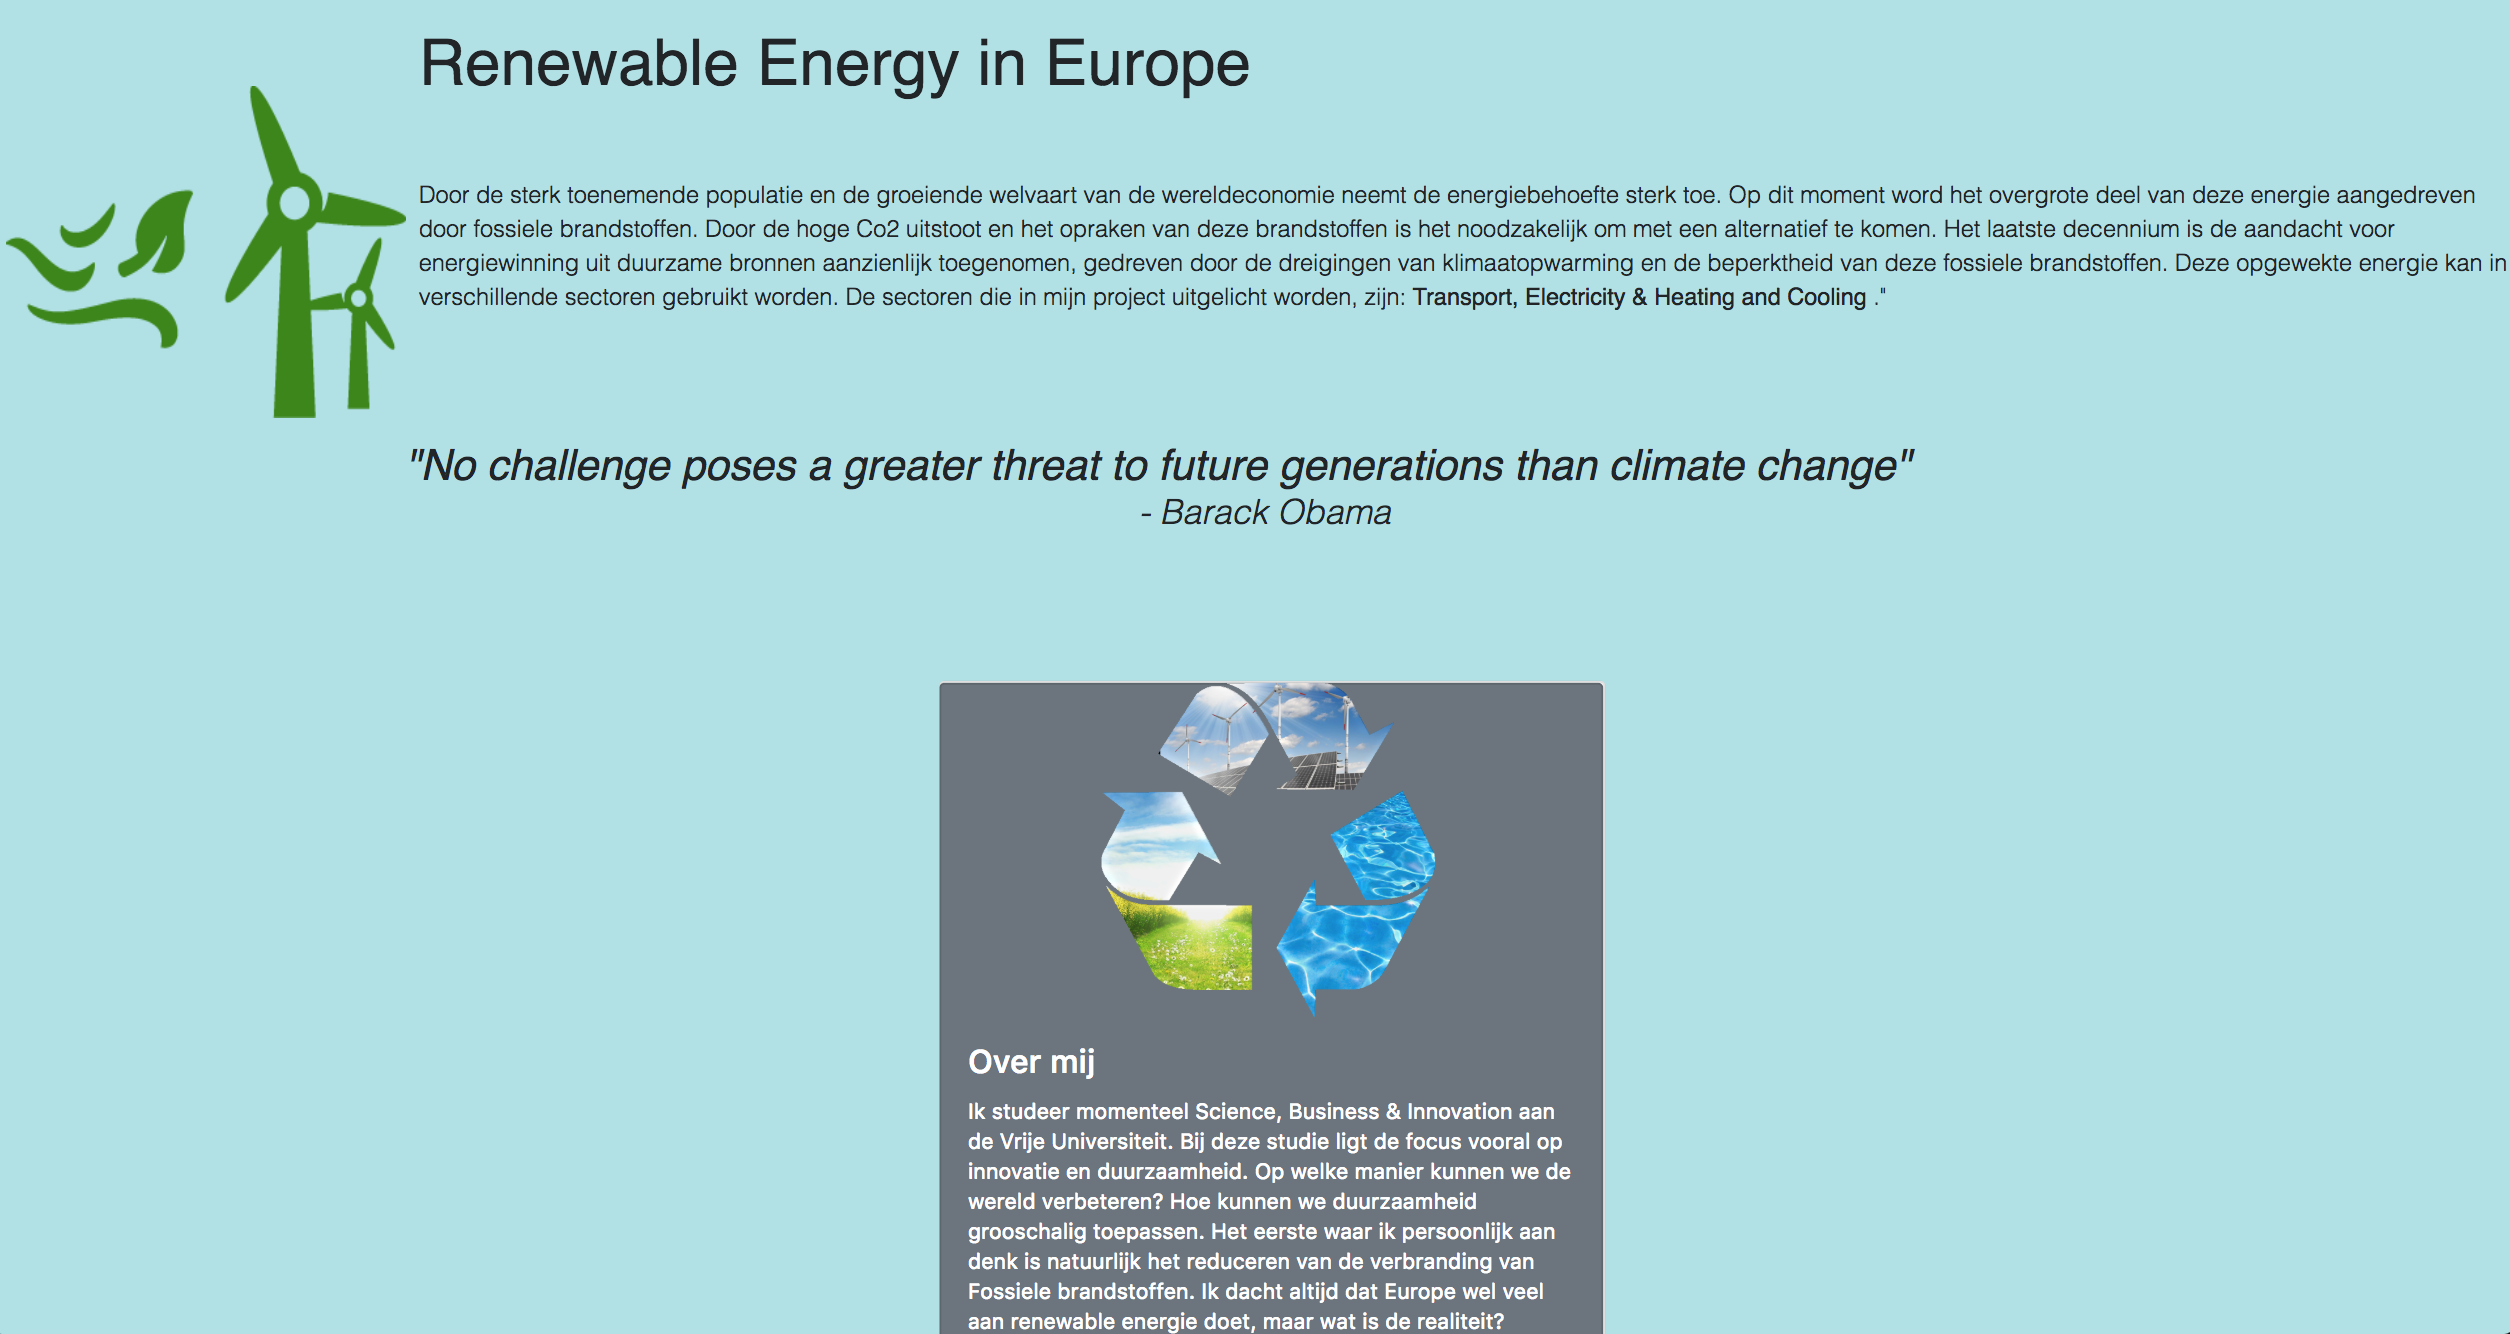 Renewable Energy in Europe
Door de sterk toenemende populatie en de groeiende welvaart van de wereldeconomie neemt de energiebehoefte sterk toe. Op dit moment word het overgrote deel van deze energie aangedreven
door fossiele brandstoffen. Door de hoge Co2 uitstoot en het opraken van deze brandstoffen is het noodzakelijk om met een alternatief te komen. Het laatste decennium is de aandacht voor
energiewinning uit duurzame bronnen aanzienlijk toegenomen, gedreven door de dreigingen van klimaatopwarming en de beperktheid van deze fossiele brandstoffen. Deze opgewekte energie kan in
verschillende sectoren gebruikt worden. De sectoren die in mijn project uitgelicht worden, zijn: Transport, Electricity & Heating and Cooling ."
"No challenge poses a greater threat to future generations than climate change"
- Barack Obama
Over mij
Ik studeer momenteel Science, Business & Innovation aan
de Vrije Universiteit. Bij deze studie ligt de focus vooral op
innovatie en duurzaamheid. Op welke manier kunnen we de
wereld verbeteren? Hoe kunnen we duurzaamheid
grooschalig toepassen. Het eerste waar ik persoonlijk aan
denk is natuurlijk het reduceren van de verbranding van
Fossiele brandstoffen. Ik dacht altijd dat Europe wel veel
aan renewable energie doet, maar wat is de realiteit?